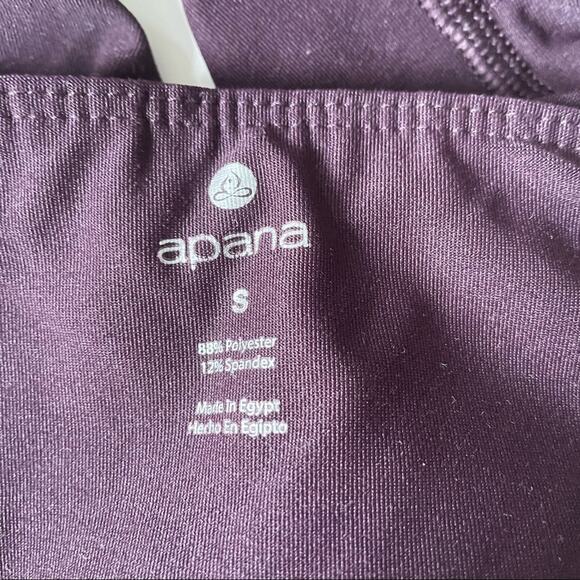 apana
S
88% Polyester
12% Spandex
Made In Egypt
Hecho En Egipto